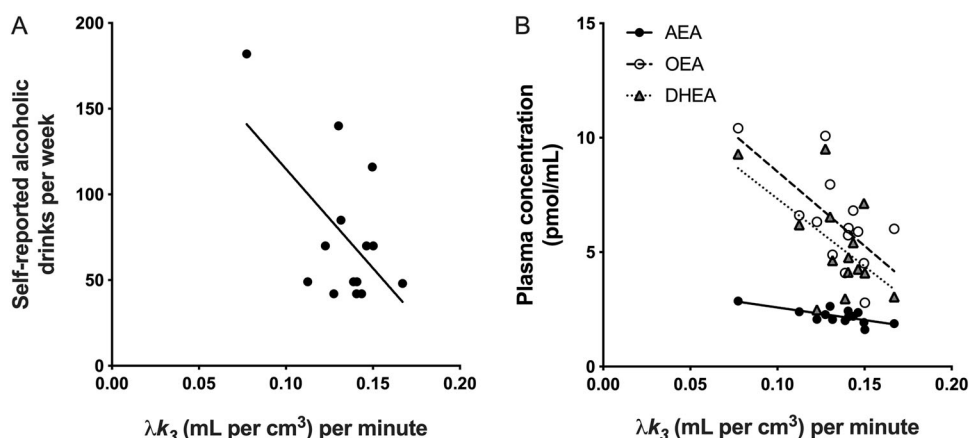 A
Self-reported alcoholic
drinks per week
200
150
100
50
0
0.00 0.05 0.10 0.15 0.20
λk₃ (mL per cm³) per minute
B
AEA
OEA
DHEA
Plasma concentration
(pmol/mL)
15
10
5
0
0.00 0.05 0.10 0.15 0.20
λk₃ (mL per cm³) per minute